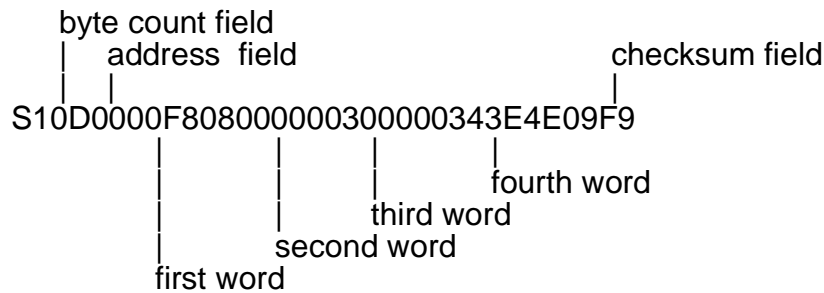 byte count field
address field
checksum field
S10D0000F808000000300000343E4E09F9
fourth word
third word
second word
first word